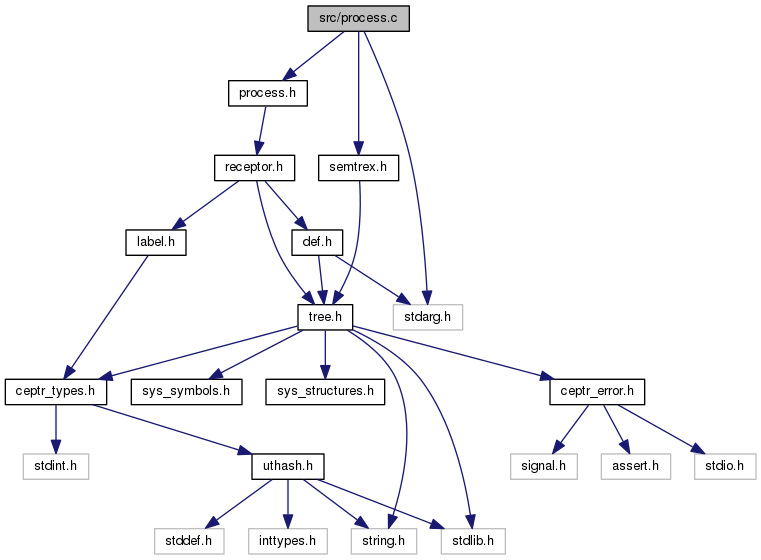 src/process.c
process.h
receptor.h
semtrex.h
label.h
def.h
tree.h
stdarg.h
ceptr_types.h
sys_symbols.h
sys_structures.h
ceptr_error.h
stdint.h
uthash.h
signal.h
assert.h
stdio.h
stddef.h
inttypes.h
string.h
stdlib.h